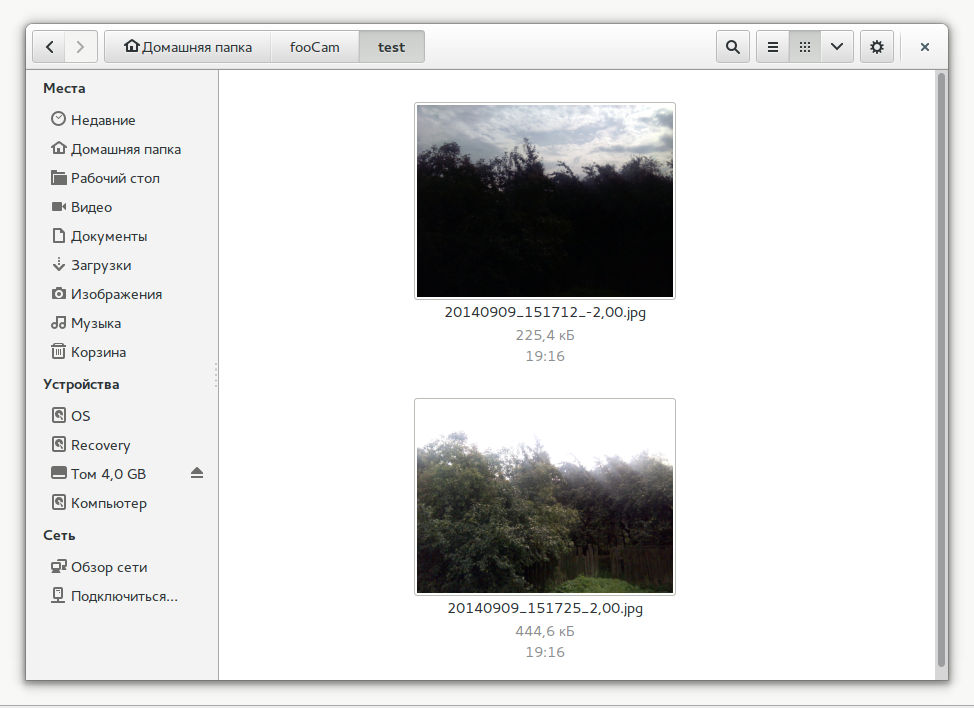 Домашняя папка fooCam test
Места
Недавние
Домашняя папка
Рабочий стол
Видео
Документы
Загрузки
Изображения
Музыка
Корзина
Устройства
OS
Recovery
Том 4,0 GB
Компьютер
Сеть
Обзор сети
Подключиться...
20140909_151712_-2,00.jpg
225,4 кБ
19:16
20140909_151725_2,00.jpg
444,6 кБ
19:16